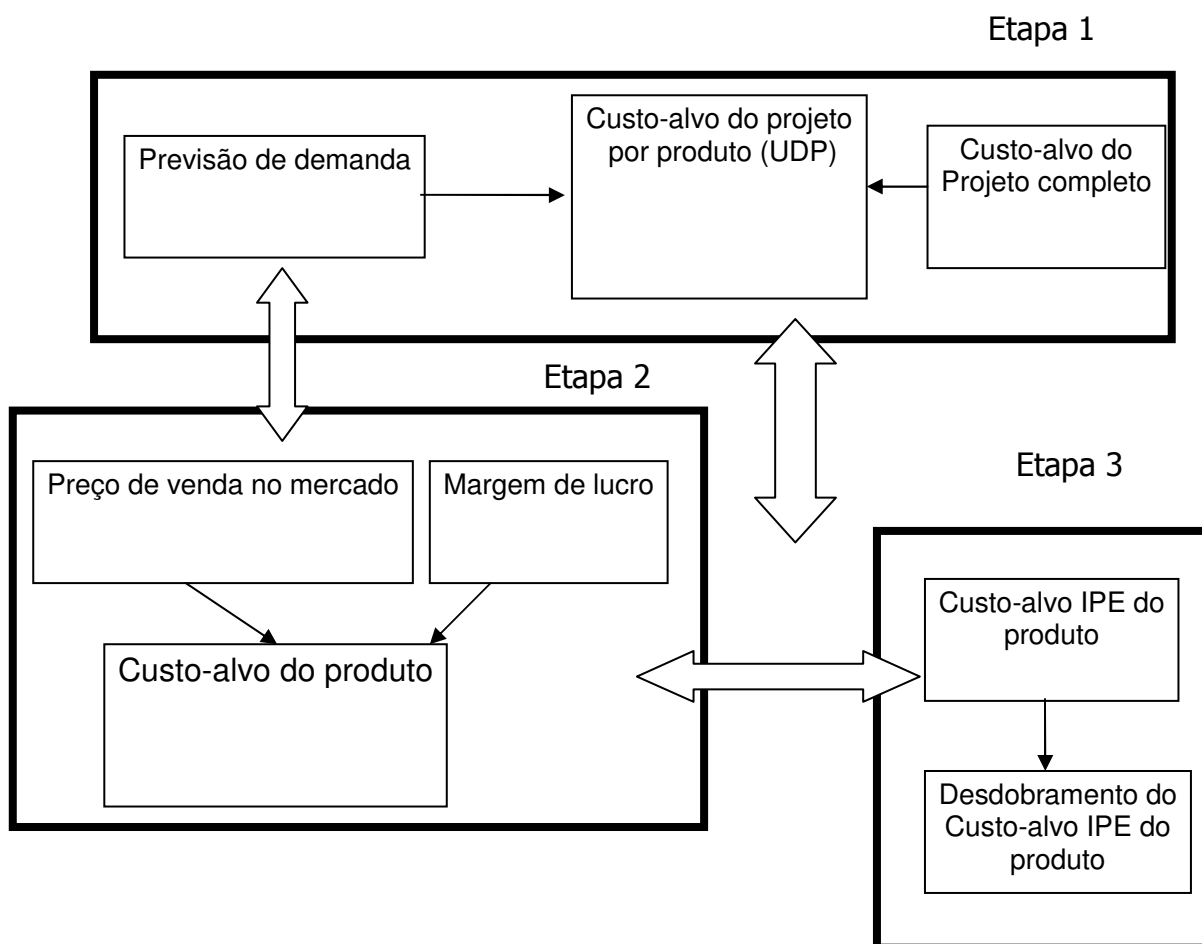 Etapa 1
Previsão de demanda
Custo-alvo do projeto
por produto (UDP)
Custo-alvo do
Projeto completo
Etapa 2
Preço de venda no mercado
Margem de lucro
Custo-alvo do produto
Etapa 3
Custo-alvo IPE do
produto
Desdobramento do
Custo-alvo IPE do
produto